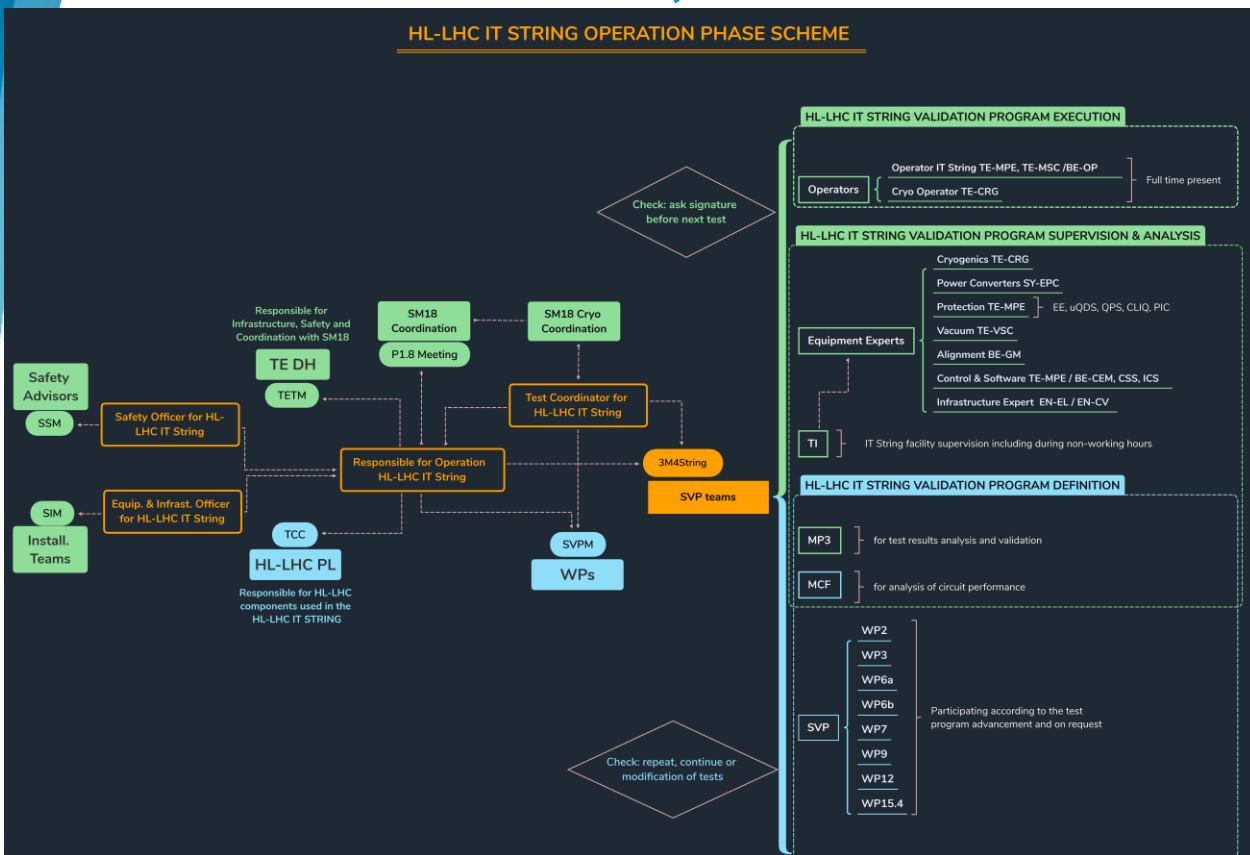 HL-LHC IT STRING OPERATION PHASE SCHEME
Check: ask signature
before next test
Responsible for
Infrastructure, Safety and
Coordination with SM18
TE DH
TETM
SM18
Coordination
P1.8 Meeting
SM18 Cryo
Coordination
Safety
Advisors
SSM
Safety Officer for HL-
LHC IT String
Test Coordinator for
HL-LHC IT String
Responsible for Operation
HL-LHC IT String
3M4String
SVP teams
SIM
Install.
Teams
Equip. & Infrast. Officer
for HL-LHC IT String
TCC
HL-LHC PL
Responsible for HL-LHC
components used in the
HL-LHC IT STRING
SVPM
WPs
Check: repeat, continue or
modification of tests
HL-LHC IT STRING VALIDATION PROGRAM EXECUTION
Operators
Operator IT String TE-MPE, TE-MSC /BE-OP
Cryo Operator TE-CRG
Full time present
HL-LHC IT STRING VALIDATION PROGRAM SUPERVISION & ANALYSIS
Equipment Experts
Cryogenics TE-CRG
Power Converters SY-EPC
Protection TE-MPE
EE, uQDS, QPS, CLIQ, PIC
Vacuum TE-VSC
Alignment BE-GM
Control & Software TE-MPE / BE-CEM, CSS, ICS
Infrastructure Expert EN-EL / EN-CV
TI
IT String facility supervision including during non-working hours
HL-LHC IT STRING VALIDATION PROGRAM DEFINITION
MP3
for test results analysis and validation
MCF
for analysis of circuit performance
SVP
WP2
WP3
WP6a
WP6b
WP7
WP9
WP12
WP15.4
Participating according to the test
program advancement and on request